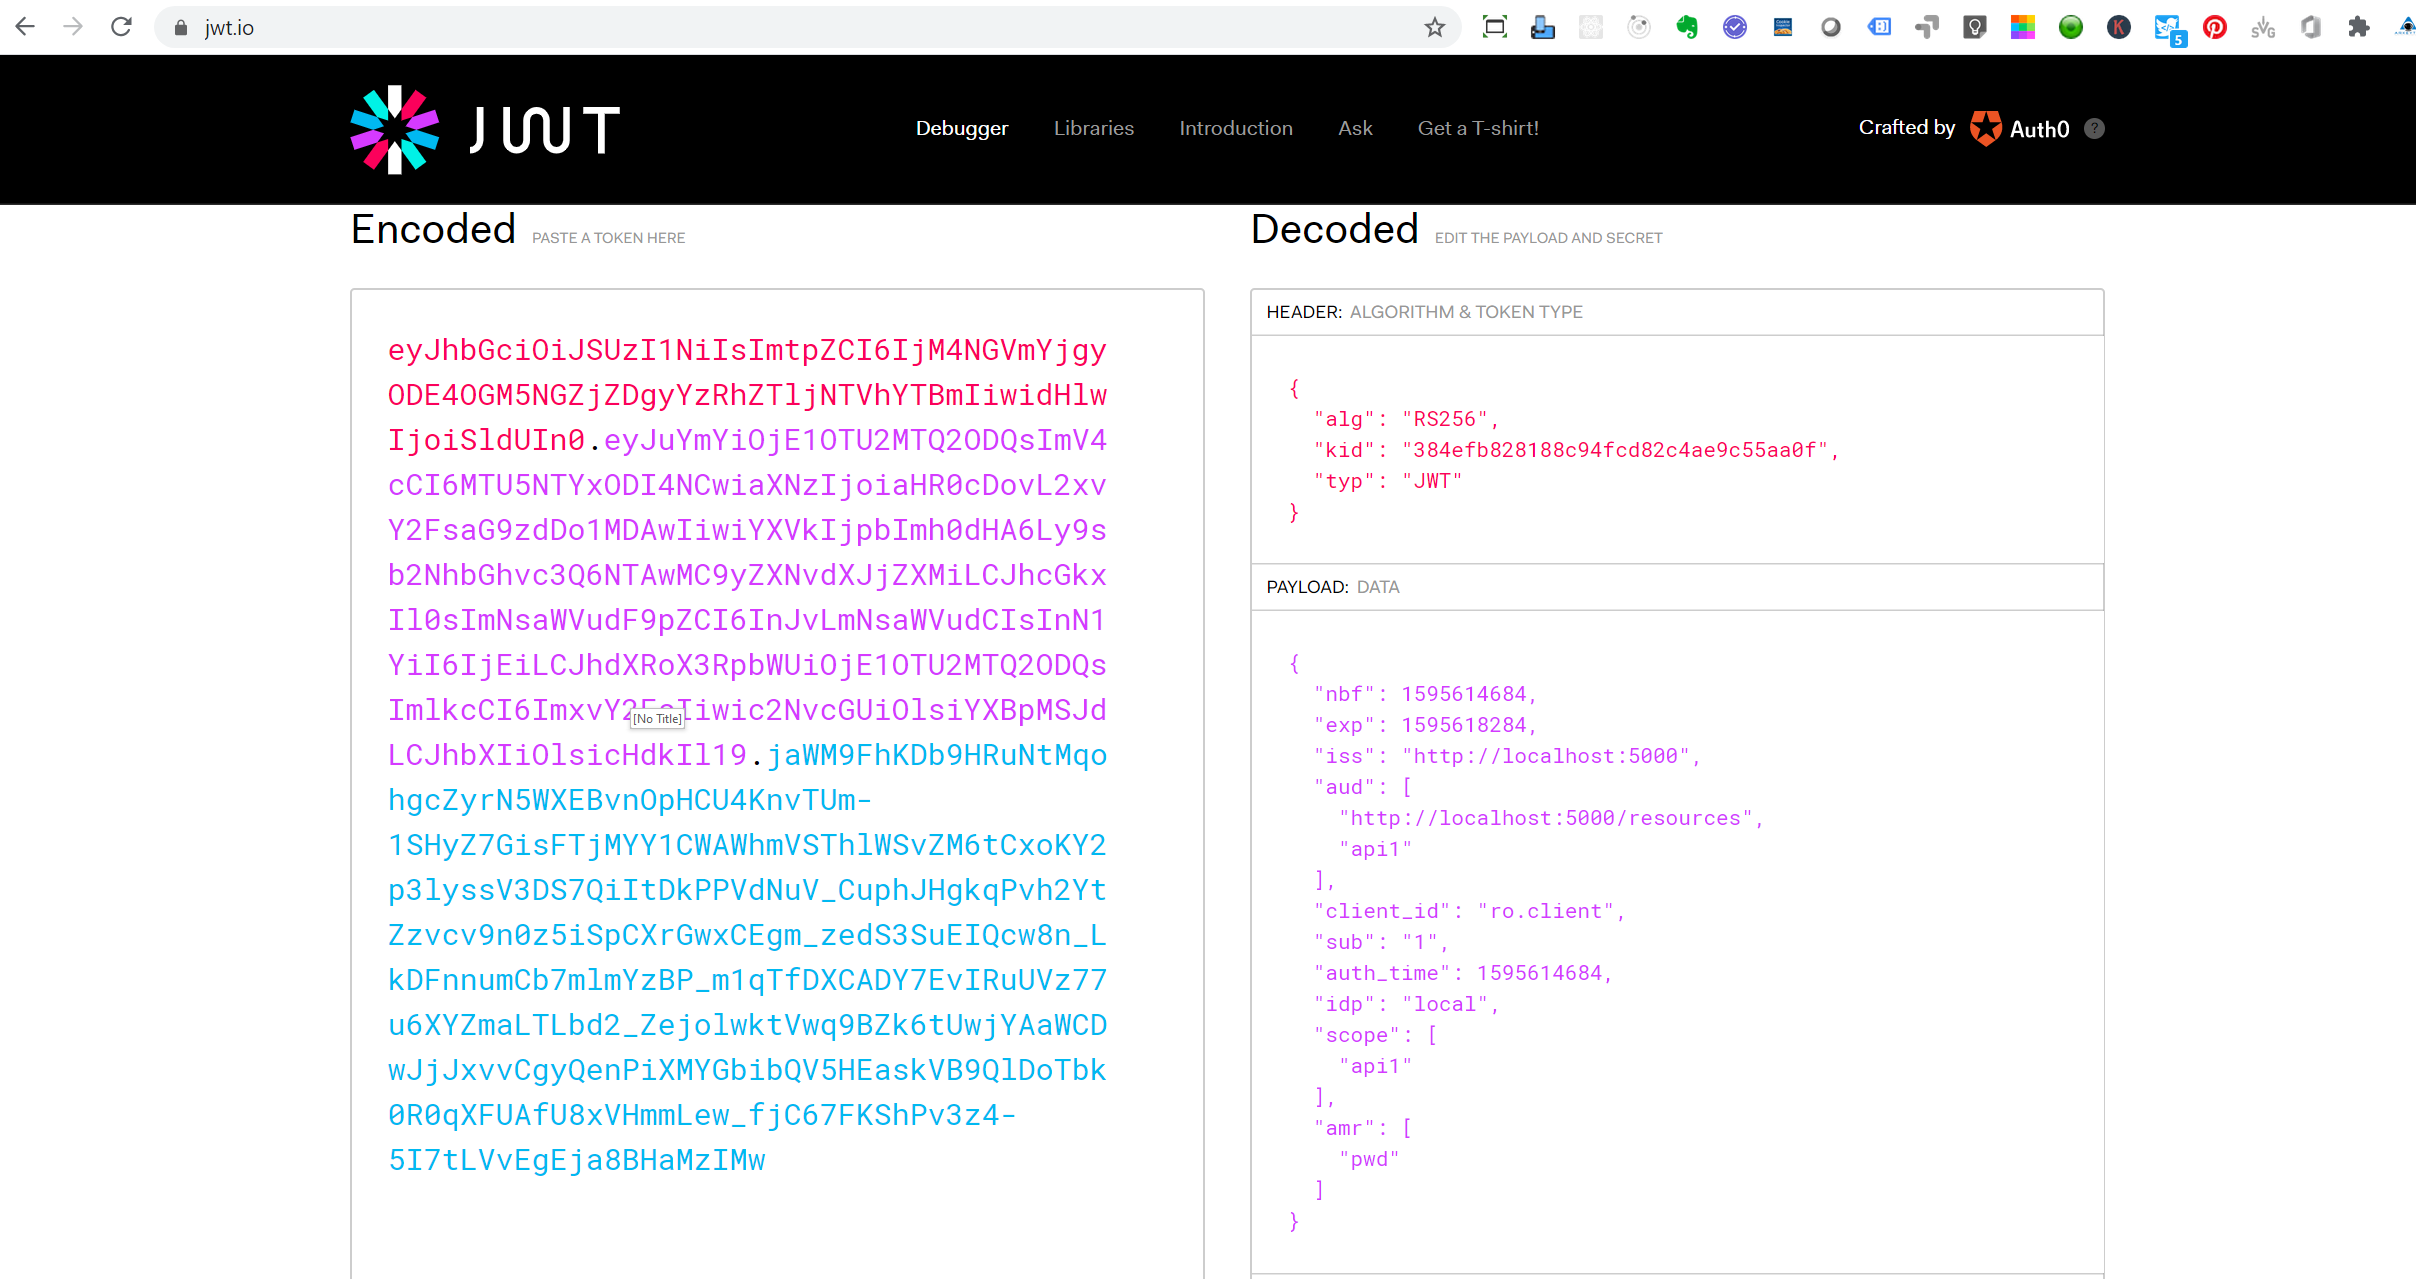 jwt.io
5
SVG
JWT
Debugger
Libraries
Introduction
Ask
Get a T-shirt!
Crafted by
Auth0
?
Encoded PASTE A TOKEN HERE
eyJhbGciOiJSUzI1NiIsImtpZCI6IjM4NGVmYjgy
ODE4OGM5NGZjZDgyYzRhZTljNTVhYTBmIiwidHlw
IjoiSldUIn0.eyJuYmYiOjE1OTU2MTQ2ODQsImV4
cCI6MTU5NTYxODI4NCwiaXNzIjoiaHR0cDovL2xv
Y2FsaG9zdDo1MDAwIiwiYXVkIjpbImh0dHA6Ly9s
b2NhbGhvc3Q6NTAwMC9yZXNvdXJjZXMiLCJhcGkx
Il0sImNsaWVudF9pZCI6InJvLmNsaWVudCIsInN1
YiI6IjEiLCJhdXRoX3RpbWUiOjE1OTU2MTQ2ODQs
ImlkcCI6ImxvY2FsIiwic2NvcGUiOlsiYXBpMSJd
[No Title]
LCJhbXIiOlsicHdkIl19.jaWM9FhKDb9HRuNtMqo
hgcZyrN5WXEBvnOpHCU4KnvTUm-
1SHyZ7GisFTjMYY1CWAWhmVSThlWSvZM6tCxoKY2
p3lyssV3DS7QiItDkPPVdNuV_CuphJHgkqPvh2Yt
Zzvcv9n0z5iSpCXrGwxCEgm_zedS3SuEIQcw8n_L
kDFnnumCb7mlmYzBP_m1qTfDXCADY7EvIRuUVz77
u6XYZmaLTLbd2_ZejolwktVwq9BZk6tUwjYAaWCD
wJjJxvvCgyQenPiXMYGbibQV5HEaskVB9QlDoTbk
0R0qXFUAfU8xVHmmLew_fjC67FKShPv3z4-
5I7tLVvEgEja8BHaMzIMw
Decoded EDIT THE PAYLOAD AND SECRET
HEADER: ALGORITHM & TOKEN TYPE
{
"alg": "RS256",
"kid": "384efb828188c94fcd82c4ae9c55aa0f",
"typ": "JWT"
}
PAYLOAD: DATA
{
"nbf": 1595614684,
"exp": 1595618284,
"iss": "http://localhost:5000",
"aud": [
"http://localhost:5000/resources",
"api1"
],
"client_id": "ro.client",
"sub": "1",
"auth_time": 1595614684,
"idp": "local",
"scope": [
"api1"
],
"amr": [
"pwd"
]
}